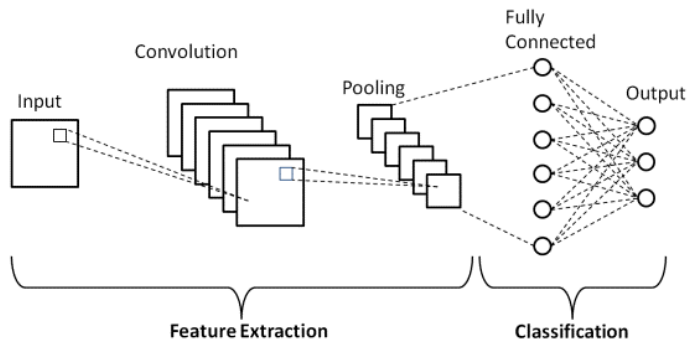 Input
Convolution
Pooling
Fully
Connected
Output
Feature Extraction
Classification